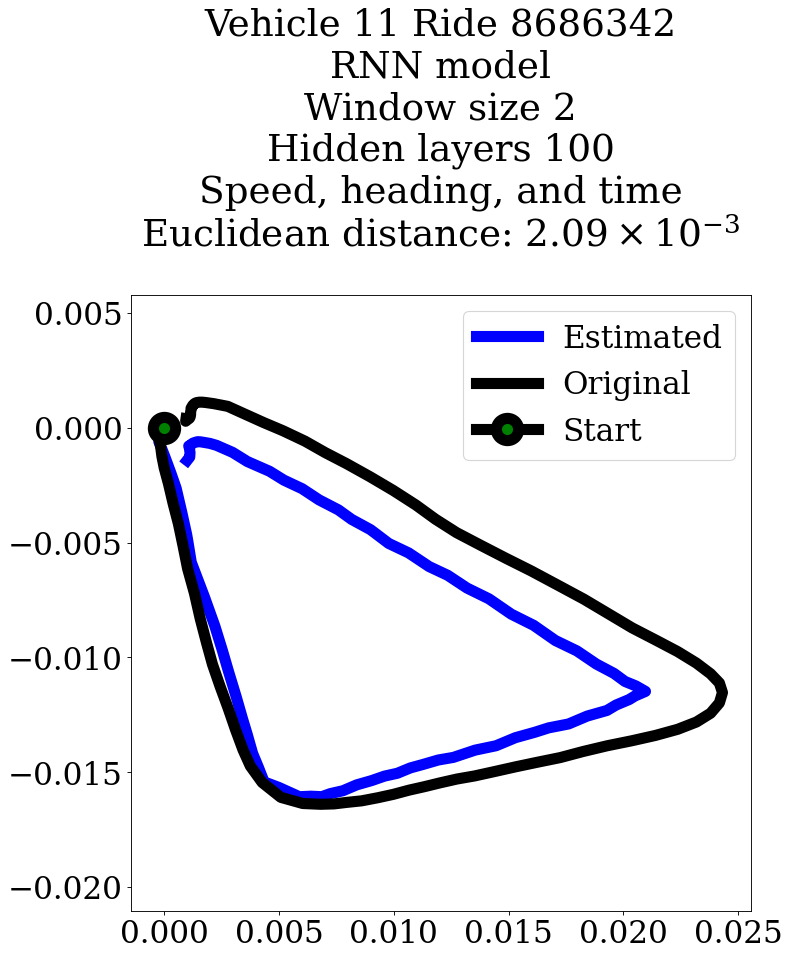 Vehicle 11 Ride 8686342
RNN model
Window size 2
Hidden layers 100
Speed, heading, and time
Euclidean distance: 2.09 × 10⁻³
Estimated
Original
Start
0.005
0.000
−0.005
−0.010
−0.015
−0.020
0.000 0.005 0.010 0.015 0.020 0.025